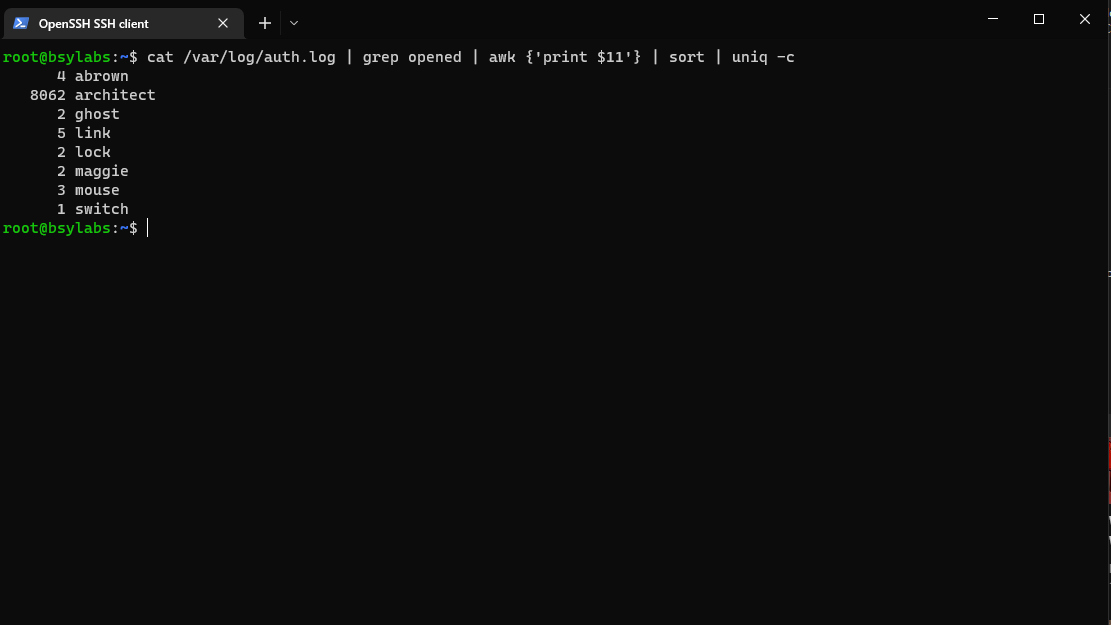 OpenSSH SSH client
root@bsylabs:~$ cat /var/log/auth.log | grep opened | awk {'print $11'} | sort | uniq -c
4 abrown
8062 architect
2 ghost
5 link
2 lock
2 maggie
3 mouse
1 switch
root@bsylabs:~$